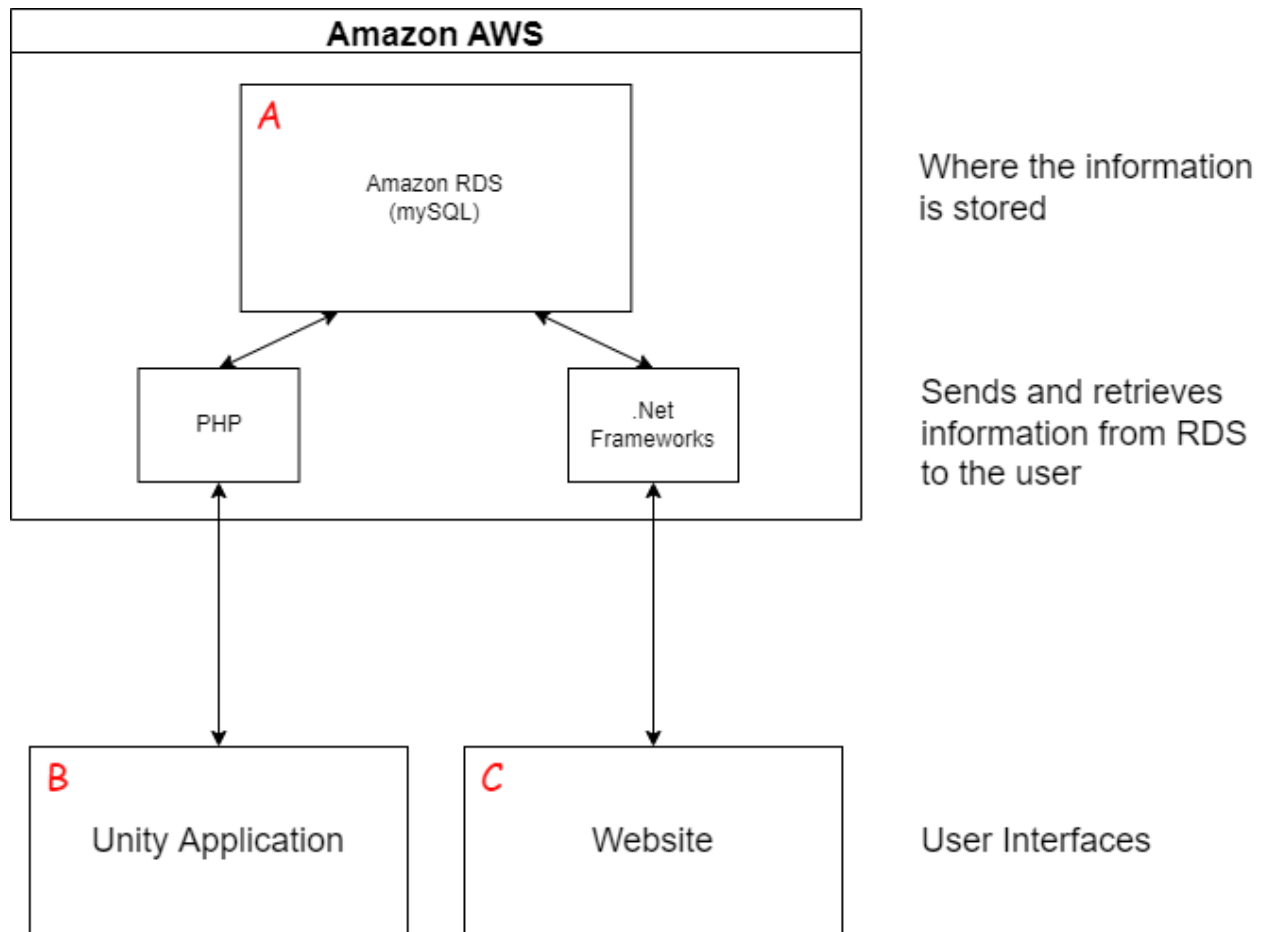 Amazon AWS
A
Amazon RDS
(mySQL)
Where the information
is stored
PHP
.Net
Frameworks
Sends and retrieves
information from RDS
to the user
B
Unity Application
C
Website
User Interfaces